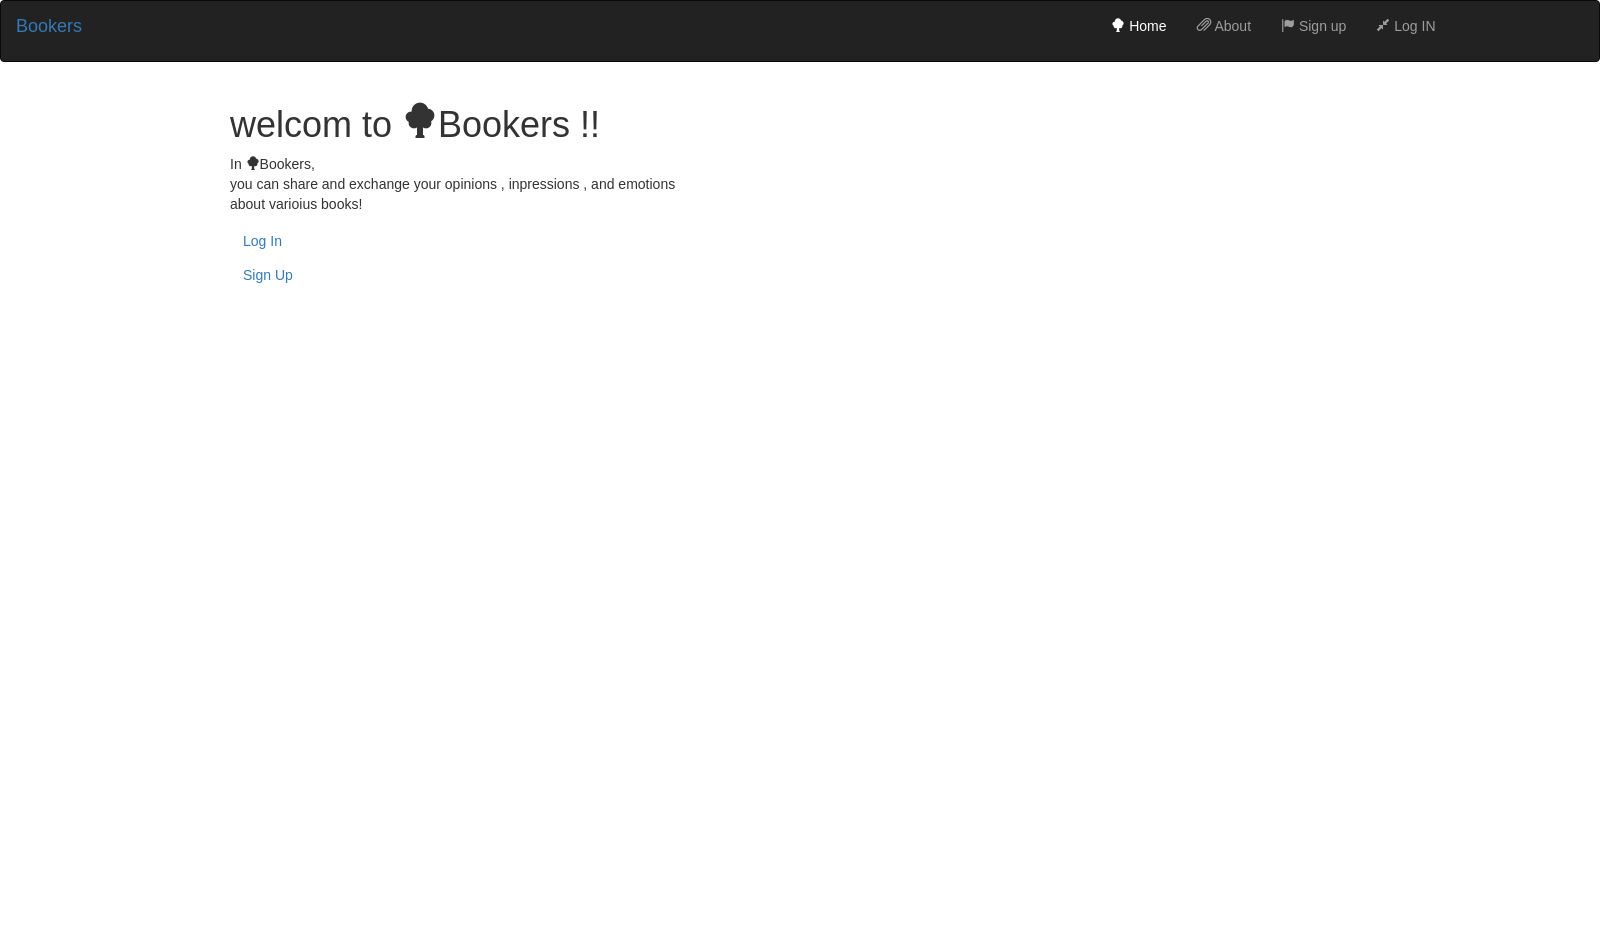 Bookers
Home
About
Sign up
Log IN
welcom to Bookers !!
In Bookers,
you can share and exchange your opinions , inpressions , and emotions
about varioius books!
Log In
Sign Up